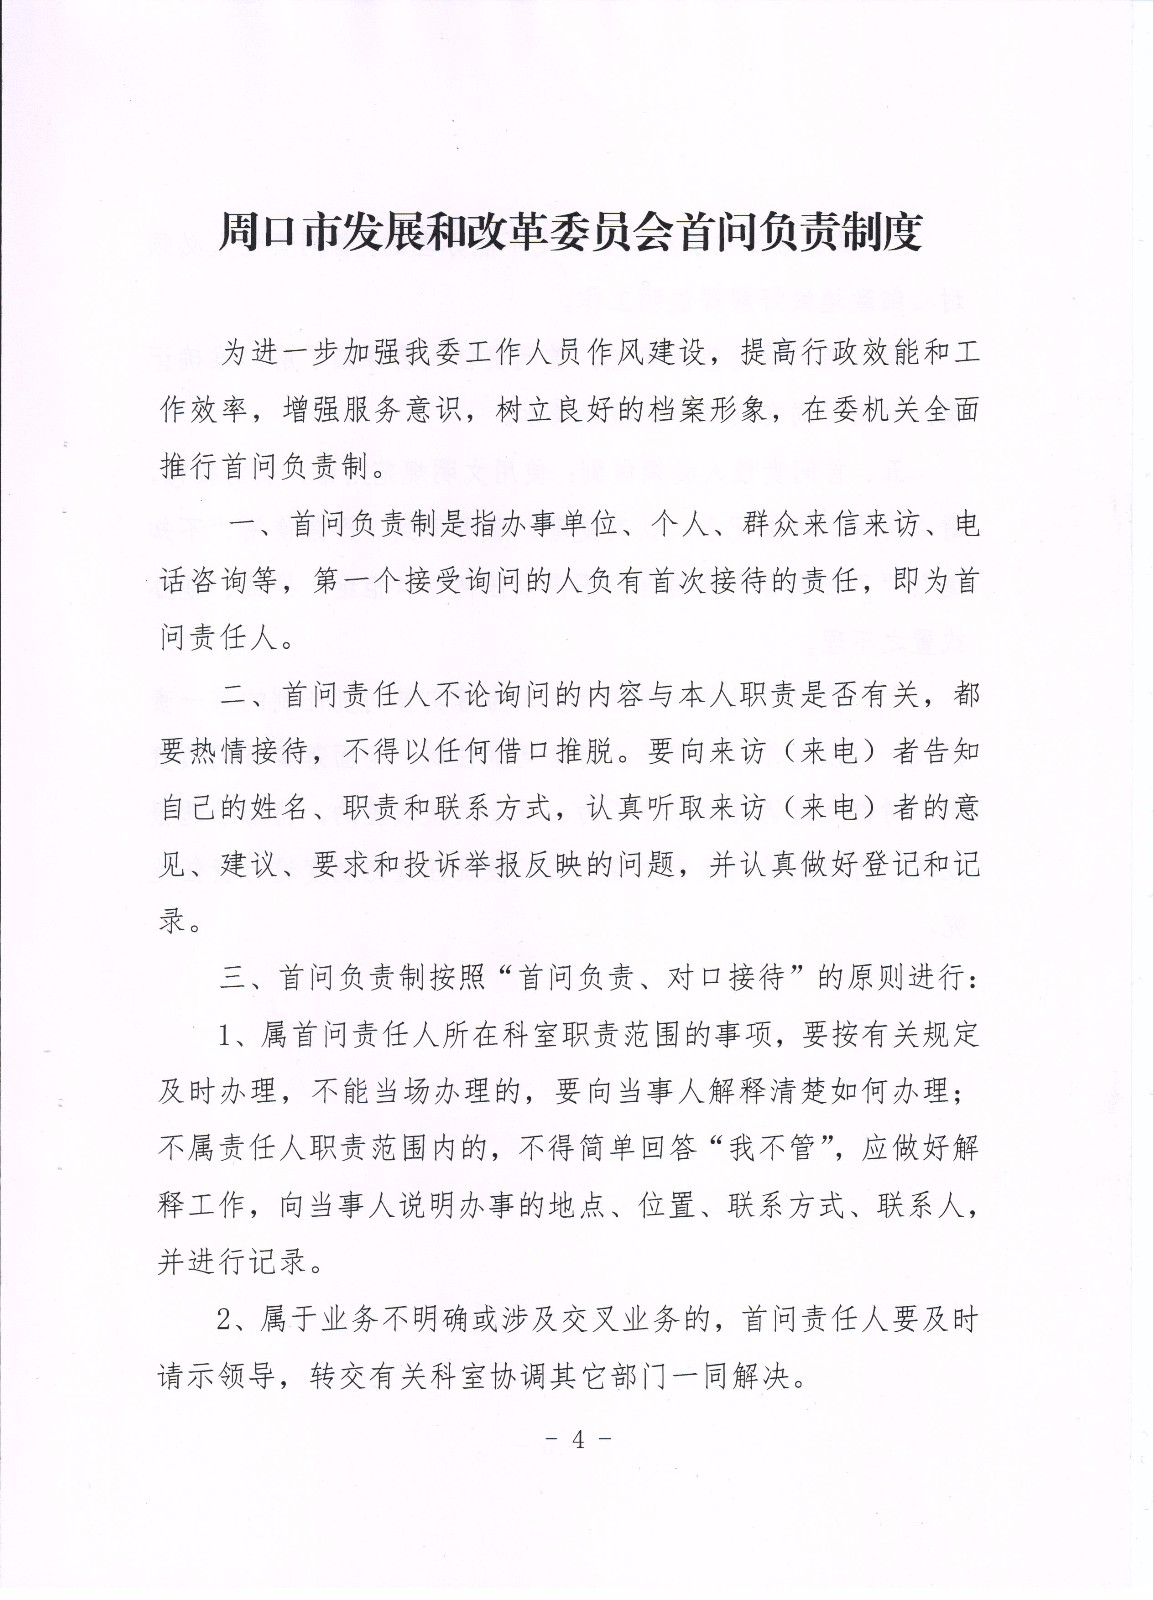 周口市发展和改革委员会首问负责制度
为进一步加强我委工作人员作风建设，提高行政效能和工
作效率，增强服务意识，树立良好的档案形象，在委机关全面
推行首问负责制。
一、首问负责制是指办事单位、个人、群众来信来访、电
话咨询等，第一个接受询问的人负有首次接待的责任，即为首
问责任人。
二、首问责任人不论询问的内容与本人职责是否有关，都
要热情接待，不得以任何借口推脱。要向来访（来电）者告知
自己的姓名、职责和联系方式，认真听取来访（来电）者的意
见、建议、要求和投诉举报反映的问题，并认真做好登记和记
录。
三、首问负责制按照“首问负责、对口接待”的原则进行：
1、属首问责任人所在科室职责范围的事项，要按有关规定
及时办理，不能当场办理的，要向当事人解释清楚如何办理；
不属责任人职责范围内的，不得简单回答“我不管”，应做好解
释工作，向当事人说明办事的地点、位置、联系方式、联系人，
并进行记录。
2、属于业务不明确或涉及交叉业务的，首问责任人要及时
请示领导，转交有关科室协调其它部门一同解决。
- 4 -